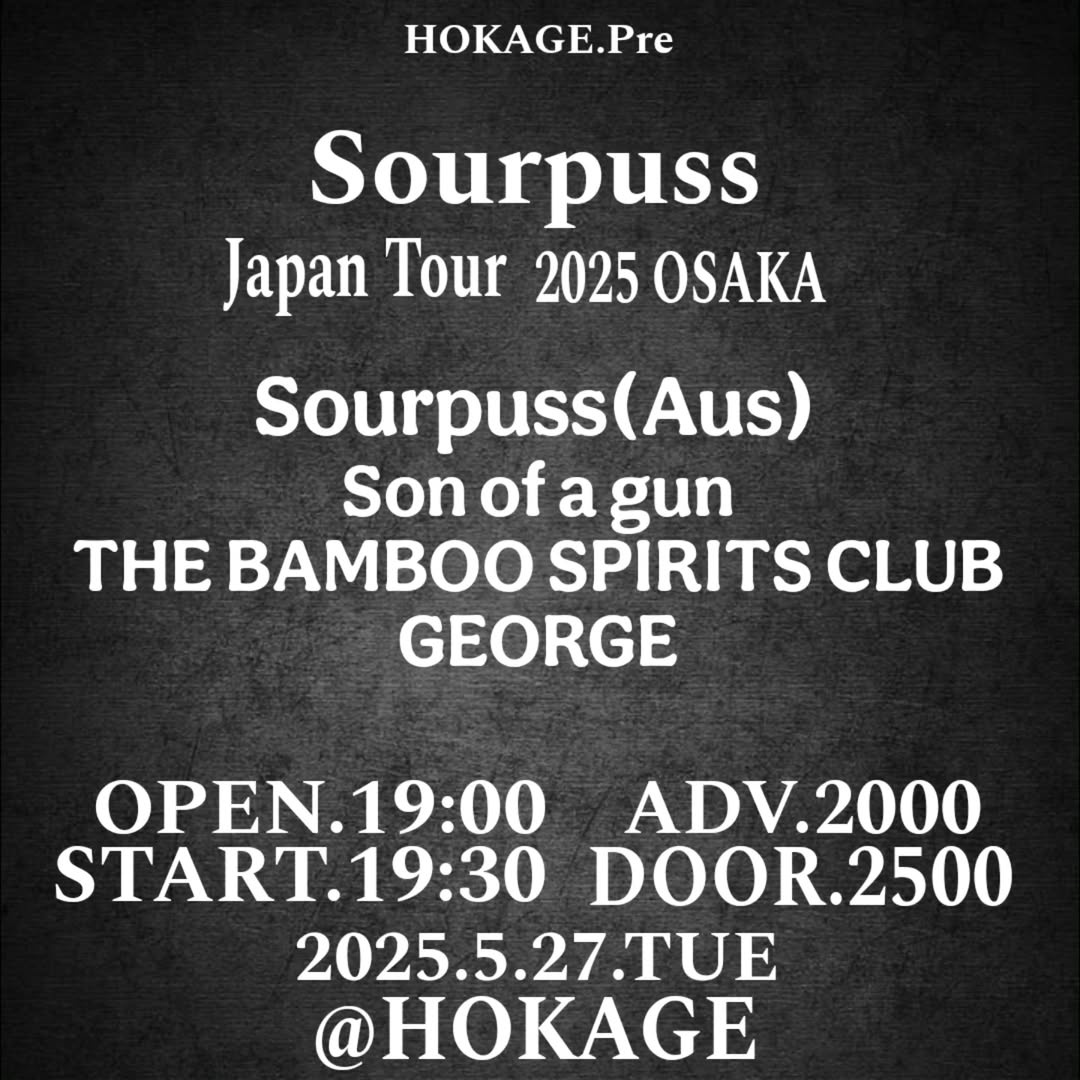 HOKAGE.Pre
Sourpuss
Japan Tour 2025 OSAKA
Sourpuss(Aus)
Son of a gun
THE BAMBOO SPIRITS CLUB
GEORGE
OPEN.19:00 ADV.2000
START.19:30 DOOR.2500
2025.5.27.TUE
@HOKAGE